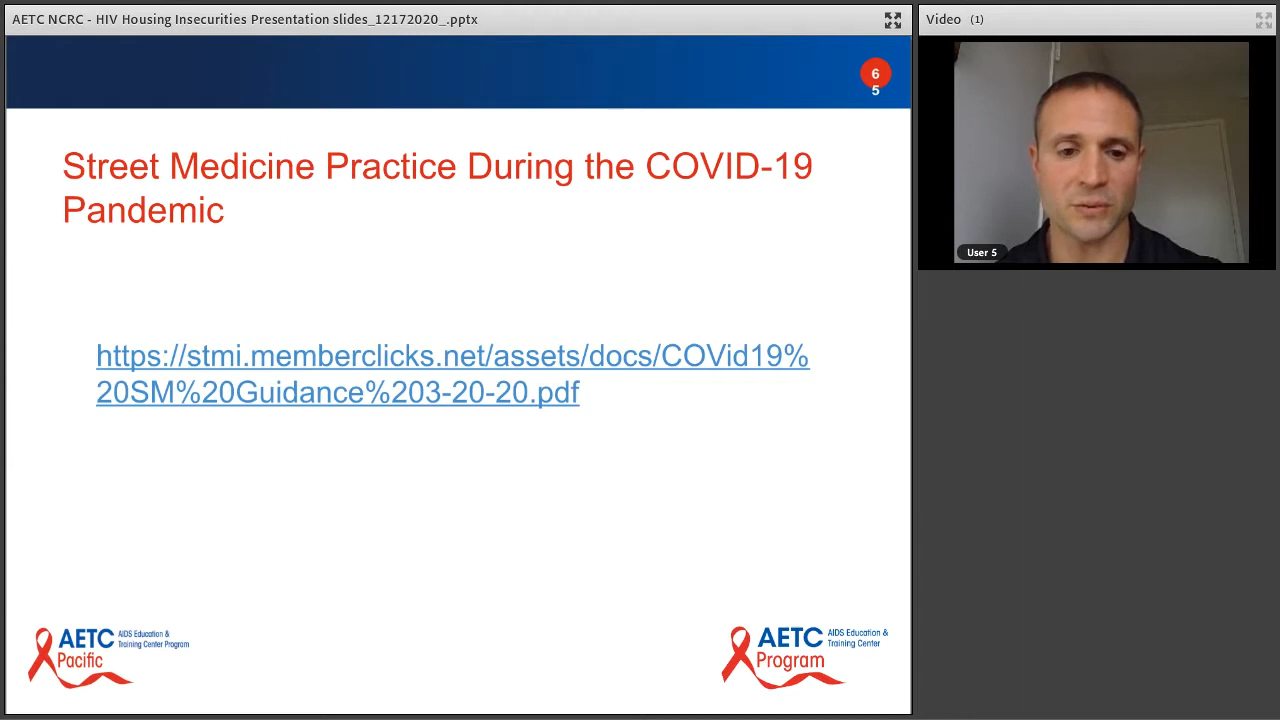 AETC NCRC - HIV Housing Insecurities Presentation slides_12172020_.pptx
Video (1)
6
5
Street Medicine Practice During the COVID-19
Pandemic
https://stmi.memberclicks.net/assets/docs/COVid19%
20SM%20Guidance%203-20-20.pdf
User 5
AETC AIDS Education &
Training Center Program
Pacific
AETC AIDS Education &
Training Center
Program